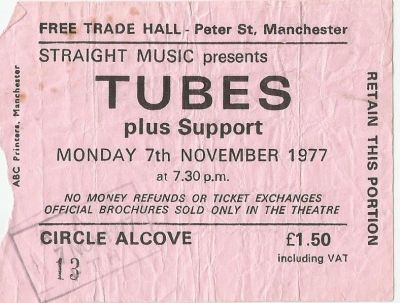 FREE TRADE HALL - Peter St, Manchester
STRAIGHT MUSIC presents
TUBES
plus Support
MONDAY 7th NOVEMBER 1977
at 7.30 p.m.
NO MONEY REFUNDS OR TICKET EXCHANGES
OFFICIAL BROCHURES SOLD ONLY IN THE THEATRE
CIRCLE ALCOVE £1.50
including VAT
13
ABC Printers, Manchester
RETAIN THIS PORTION